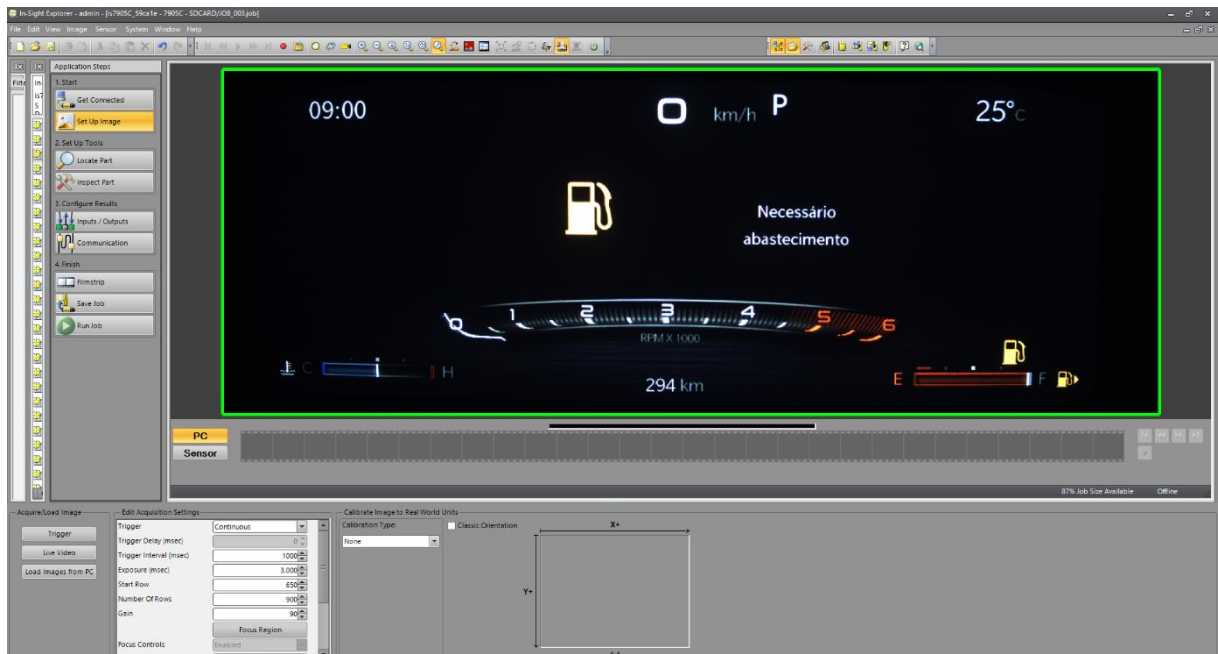 In-Sight Explorer - admin - [is7905C_59ca1e - 7905C - SDCARD/JOB_003.job]
File Edit View Image Sensor System Window Help
Application Steps
1. Start
Get Connected
Set Up Image
2. Set Up Tools
Locate Part
Inspect Part
3. Configure Results
Inputs / Outputs
Communication
4. Finish
Filmstrip
Save Job
Run Job
09:00
0 km/h P
25°C
Necessário
abastecimento
0 1 2 3 4 5 6
RPM X 1000
C H
294 km
E F
PC
Sensor
87% Job Size Available Offline
Acquire/Load Image
Trigger
Live Video
Load Images from PC
Edit Acquisition Settings
Trigger Continuous
Trigger Delay (msec) 0
Trigger Interval (msec) 1000
Exposure (msec) 3.000
Start Row 650
Number Of Rows 900
Gain 90
Focus Region
Focus Controls Enabled
Calibrate Image to Real World Units
Calibration Type:
None
Classic Orientation
X+
Y+